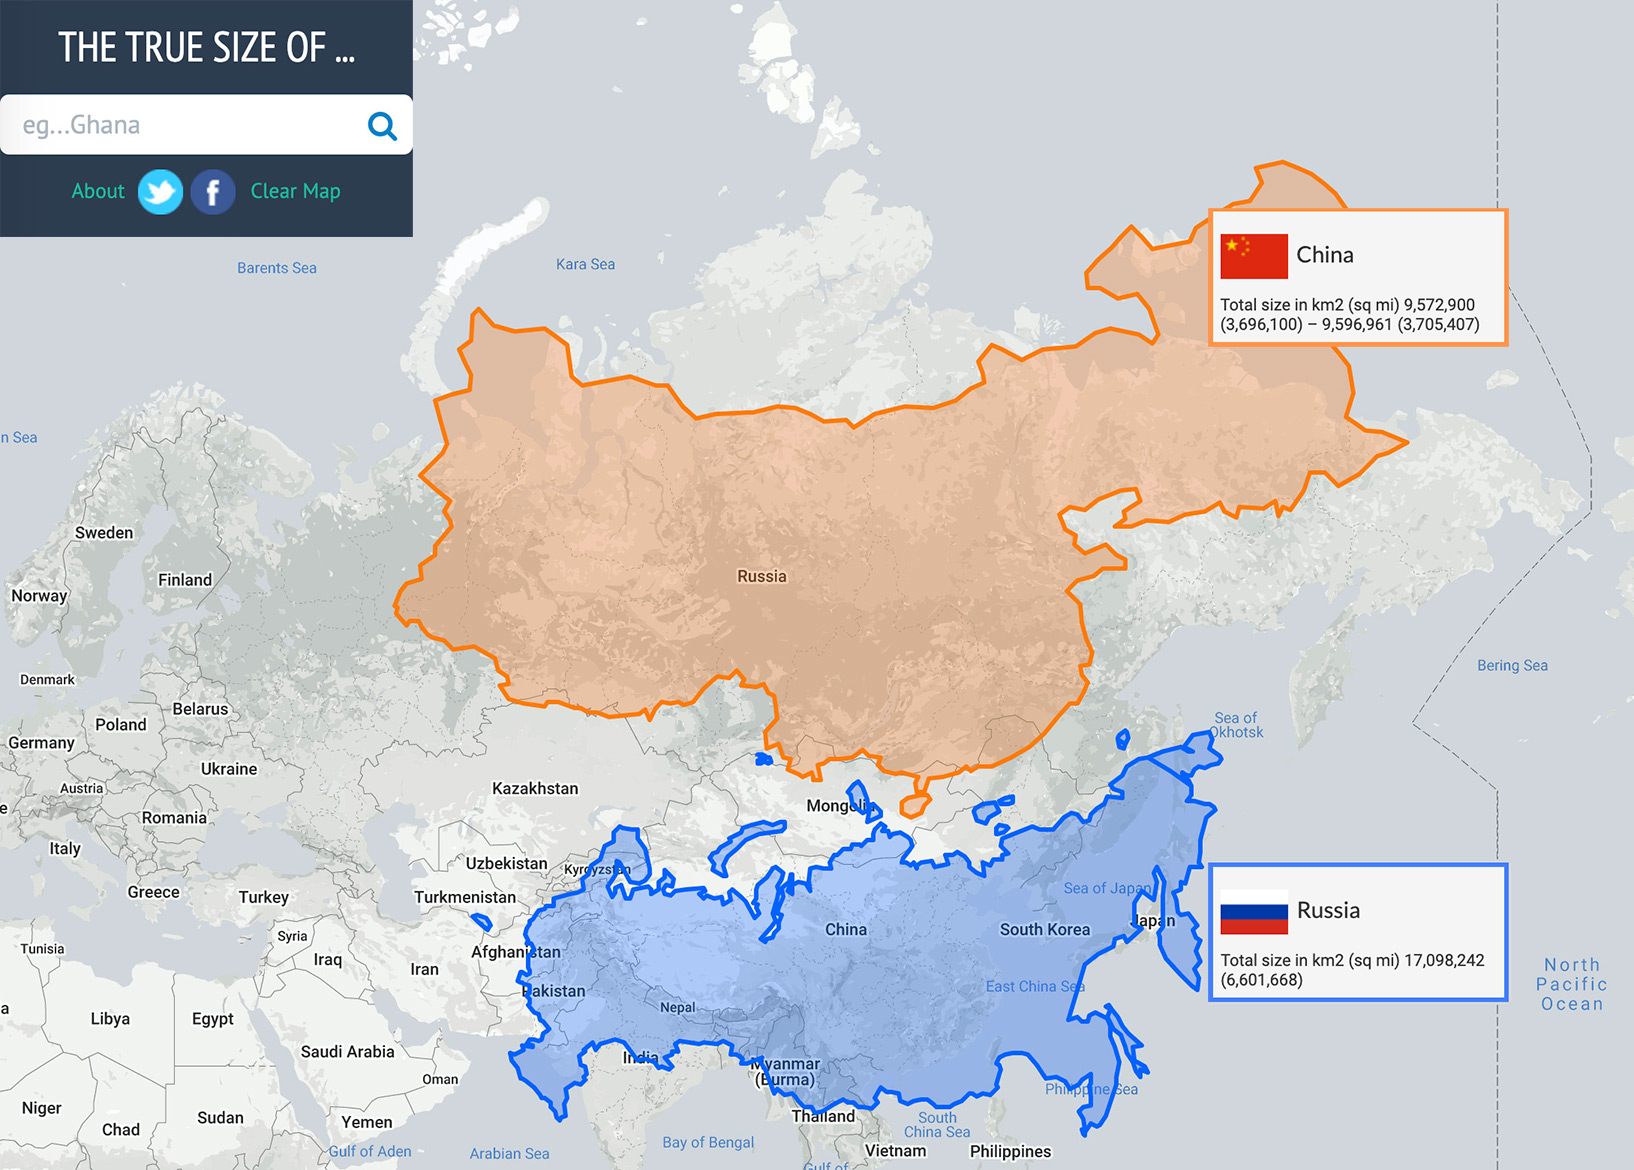 THE TRUE SIZE OF ...
eg...Ghana
About
Clear Map
Barents Sea
Kara Sea
China
Total size in km2 (sq mi) 9,572,900
(3,696,100) – 9,596,961 (3,705,407)
n Sea
Sweden
Finland
Norway
Russia
Denmark
Bering Sea
Belarus
Poland
Germany
Sea of
Okhotsk
Ukraine
Austria
Kazakhstan
Mongolia
e
Romania
Italy
Uzbekistan
Kyrgyzstan
Greece
Turkey
Turkmenistan
Sea of Japan
Japan
Russia
Total size in km2 (sq mi) 17,098,242
(6,601,668)
China
South Korea
Syria
Tunisia
Iraq
Iran
Afghanistan
East China Sea
North
Pacific
Ocean
Pakistan
Nepal
a
Libya
Egypt
Saudi Arabia
India
Myanmar
(Burma)
Oman
Philippine Sea
Niger
Chad
Sudan
Yemen
Thailand
South
China Sea
Gulf of Aden
Arabian Sea
Bay of Bengal
Vietnam
Philippines
Gulf of